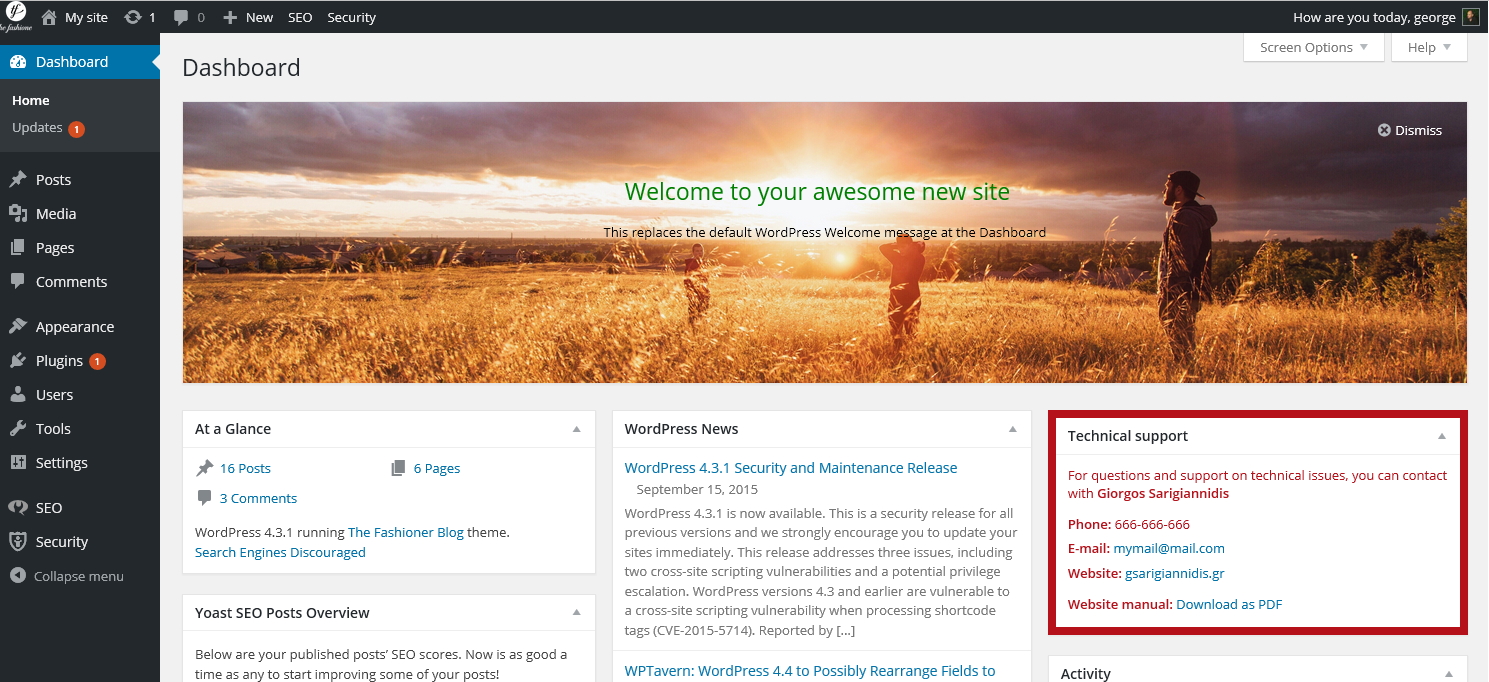 My site
1
0
New
SEO
Security
How are you today, george
Screen Options
Help
Dashboard
Home
Updates 1
Posts
Media
Pages
Comments
Appearance
Plugins 1
Users
Tools
Settings
SEO
Security
Collapse menu
Dashboard
Dismiss
Welcome to your awesome new site
This replaces the default WordPress Welcome message at the Dashboard
At a Glance
16 Posts
6 Pages
3 Comments
WordPress 4.3.1 running The Fashioner Blog theme.
Search Engines Discouraged
Yoast SEO Posts Overview
Below are your published posts’ SEO scores. Now is as good a
time as any to start improving some of your posts!
WordPress News
WordPress 4.3.1 Security and Maintenance Release
September 15, 2015
WordPress 4.3.1 is now available. This is a security release for all
previous versions and we strongly encourage you to update your
sites immediately. This release addresses three issues, including
two cross-site scripting vulnerabilities and a potential privilege
escalation. WordPress versions 4.3 and earlier are vulnerable to
a cross-site scripting vulnerability when processing shortcode
tags (CVE-2015-5714). Reported by […]
WPTavern: WordPress 4.4 to Possibly Rearrange Fields to
Technical support
For questions and support on technical issues, you can contact
with Giorgos Sarigiannidis
Phone: 666-666-666
E-mail: mymail@mail.com
Website: gsarigiannidis.gr
Website manual: Download as PDF
Activity